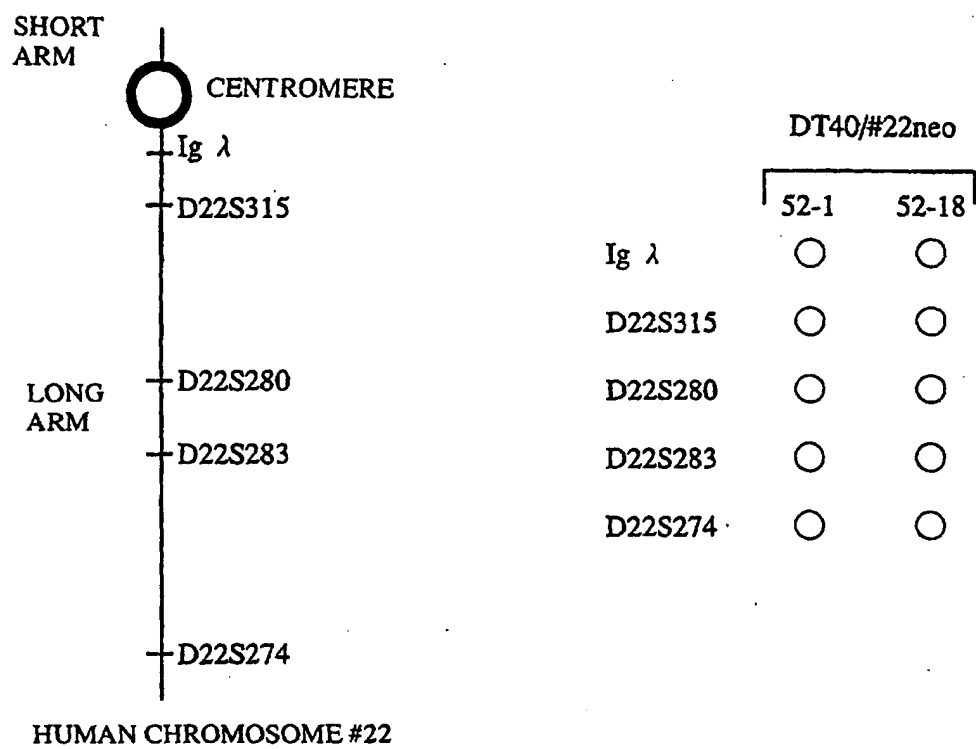 SHORT
ARM
CENTROMERE
Ig λ
D22S315
D22S280
LONG
ARM
D22S283
D22S274
HUMAN CHROMOSOME #22
DT40/#22neo
52-1 52-18
Ig λ
D22S315
D22S280
D22S283
D22S274